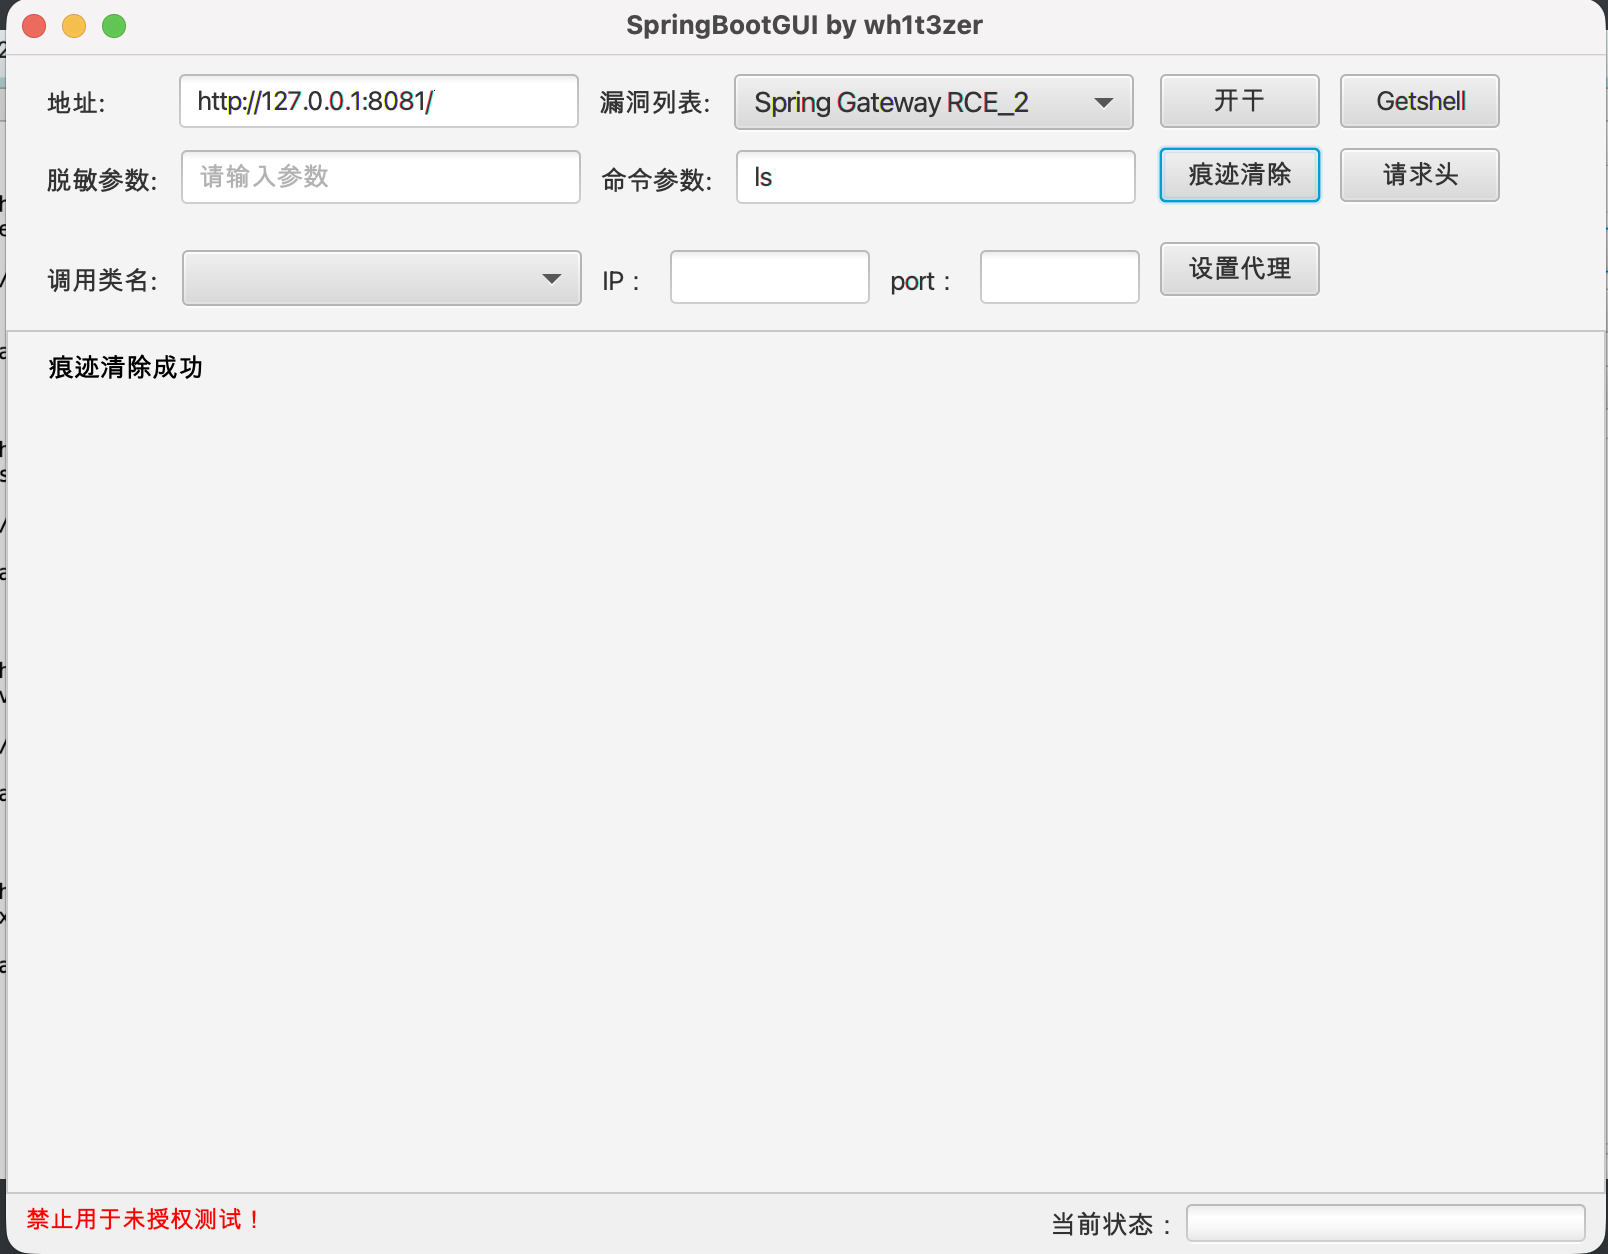 SpringBootGUI by wh1t3zer
地址: http://127.0.0.1:8081/ 漏洞列表: Spring Gateway RCE_2 开干 Getshell
脱敏参数: 请输入参数 命令参数: ls 痕迹清除 请求头
调用类名: IP： port： 设置代理
痕迹清除成功
禁止用于未授权测试！ 当前状态：